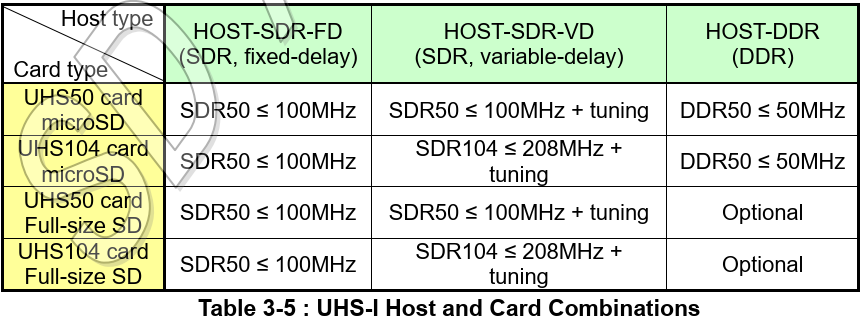 Host type
Card type
HOST-SDR-FD
(SDR, fixed-delay)
HOST-SDR-VD
(SDR, variable-delay)
HOST-DDR
(DDR)
UHS50 card
microSD
SDR50 ≤ 100MHz
SDR50 ≤ 100MHz + tuning
DDR50 ≤ 50MHz
UHS104 card
microSD
SDR50 ≤ 100MHz
SDR104 ≤ 208MHz +
tuning
DDR50 ≤ 50MHz
UHS50 card
Full-size SD
SDR50 ≤ 100MHz
SDR50 ≤ 100MHz + tuning
Optional
UHS104 card
Full-size SD
SDR50 ≤ 100MHz
SDR104 ≤ 208MHz +
tuning
Optional
Table 3-5 : UHS-I Host and Card Combinations